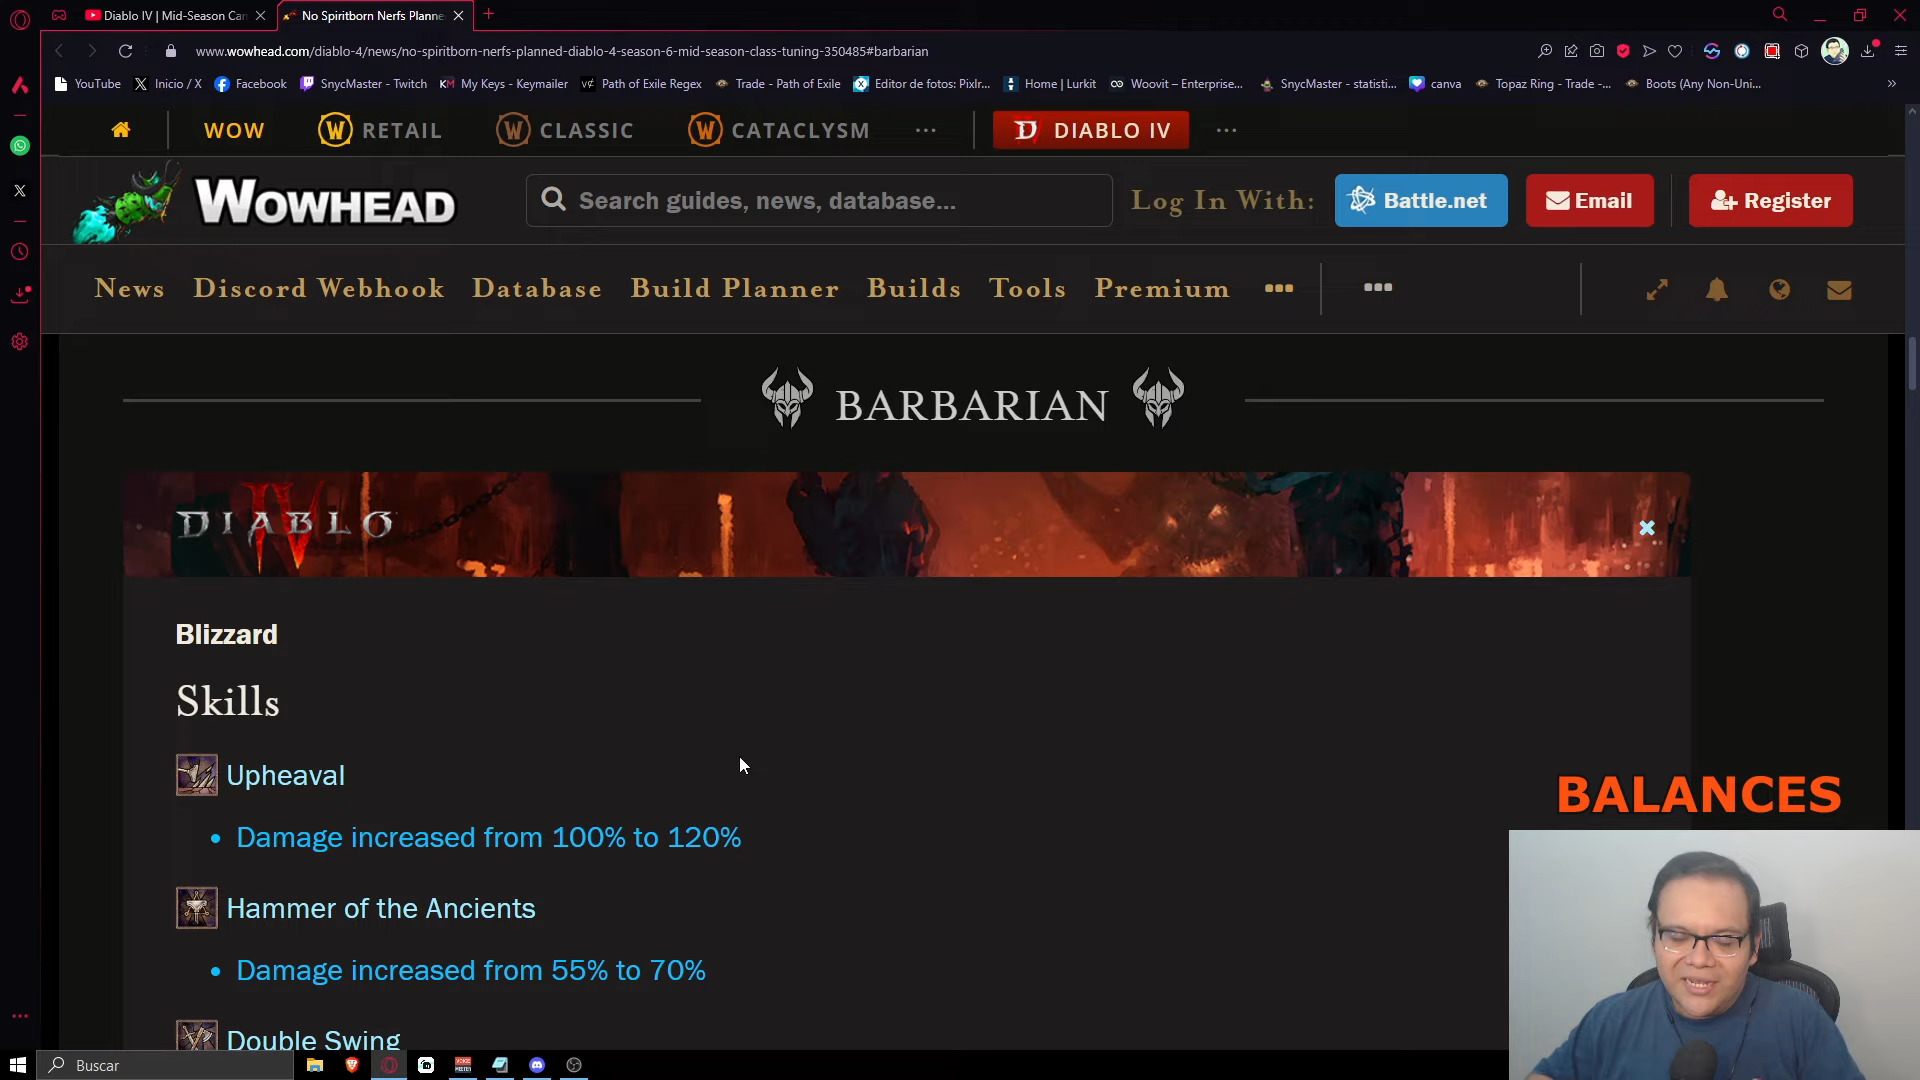 Diablo IV | Mid-Season Can
No Spiritborn Nerfs Planne
www.wowhead.com/diablo-4/news/no-spiritborn-nerfs-planned-diablo-4-season-6-mid-season-class-tuning-350485#barbarian
YouTube
Inicio / X
Facebook
SnycMaster - Twitch
My Keys - Keymailer
Path of Exile Regex
Trade - Path of Exile
Editor de fotos: Pixlr...
Home | Lurkit
Woovit – Enterprise...
SnycMaster - statisti...
canva
Topaz Ring - Trade -...
Boots (Any Non-Uni...
WOW
RETAIL
CLASSIC
CATACLYSM
DIABLO IV
WOWHEAD
Search guides, news, database...
Log In With:
Battle.net
Email
Register
News
Discord Webhook
Database
Build Planner
Builds
Tools
Premium
BARBARIAN
DIABLO IV
Blizzard
Skills
Upheaval
• Damage increased from 100% to 120%
BALANCES
Hammer of the Ancients
• Damage increased from 55% to 70%
Double Swing
Buscar